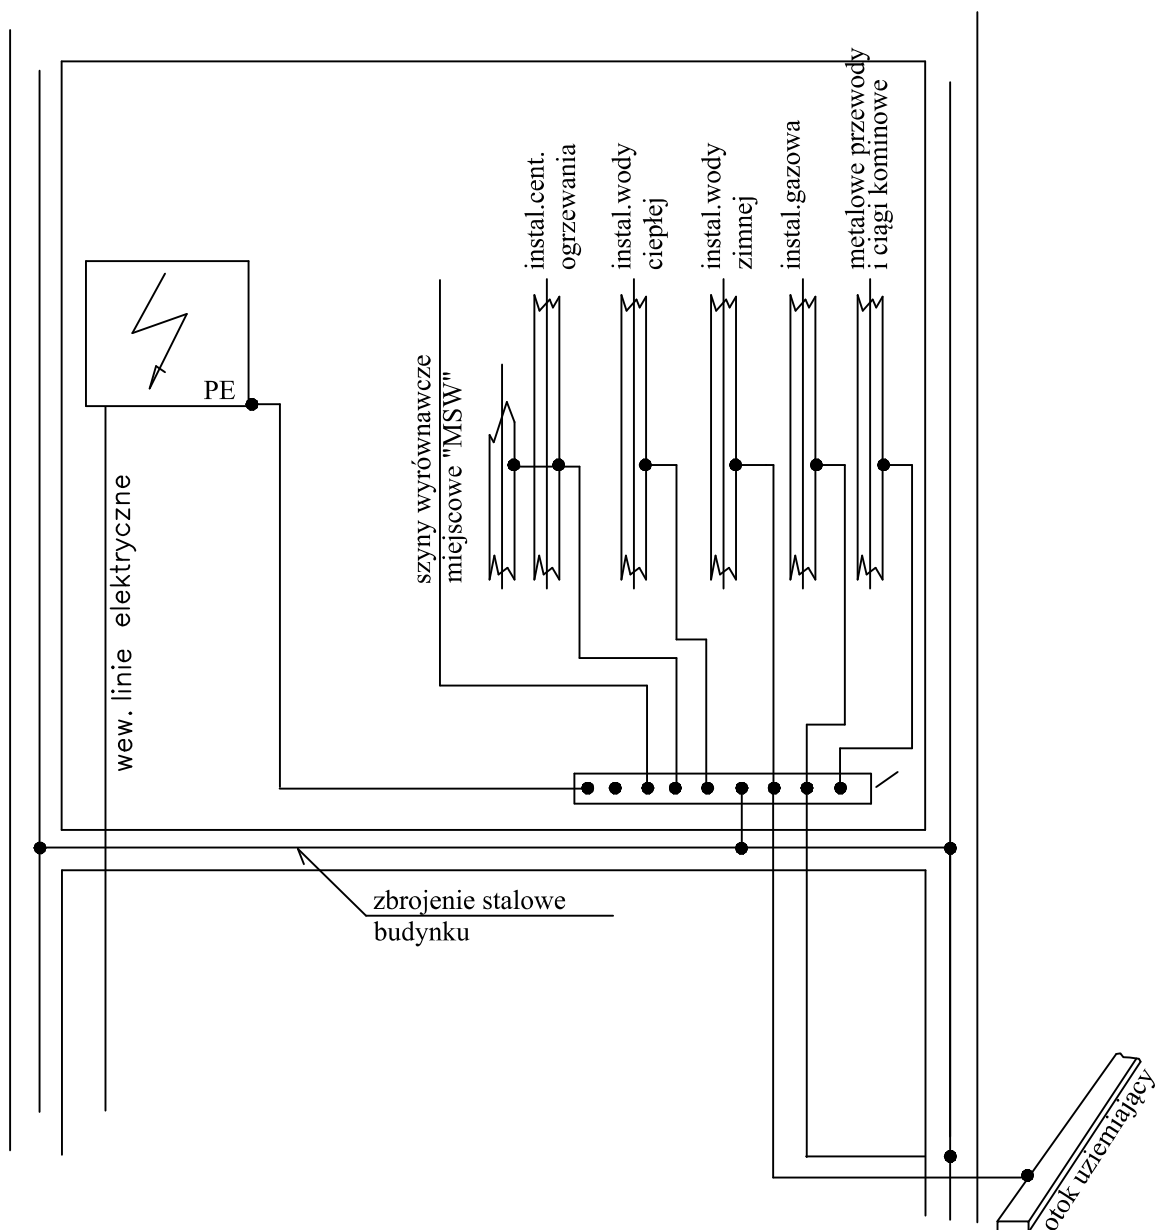 PE
wew. linie elektryczne
szyny wyrównawcze
miejscowe "MSW"
instal.cent.
ogrzewania
instal.wody
ciepłej
instal.wody
zimnej
instal.gazowa
metalowe przewody
i ciągi kominowe
zbrojenie stalowe
budynku
otok uziemiający